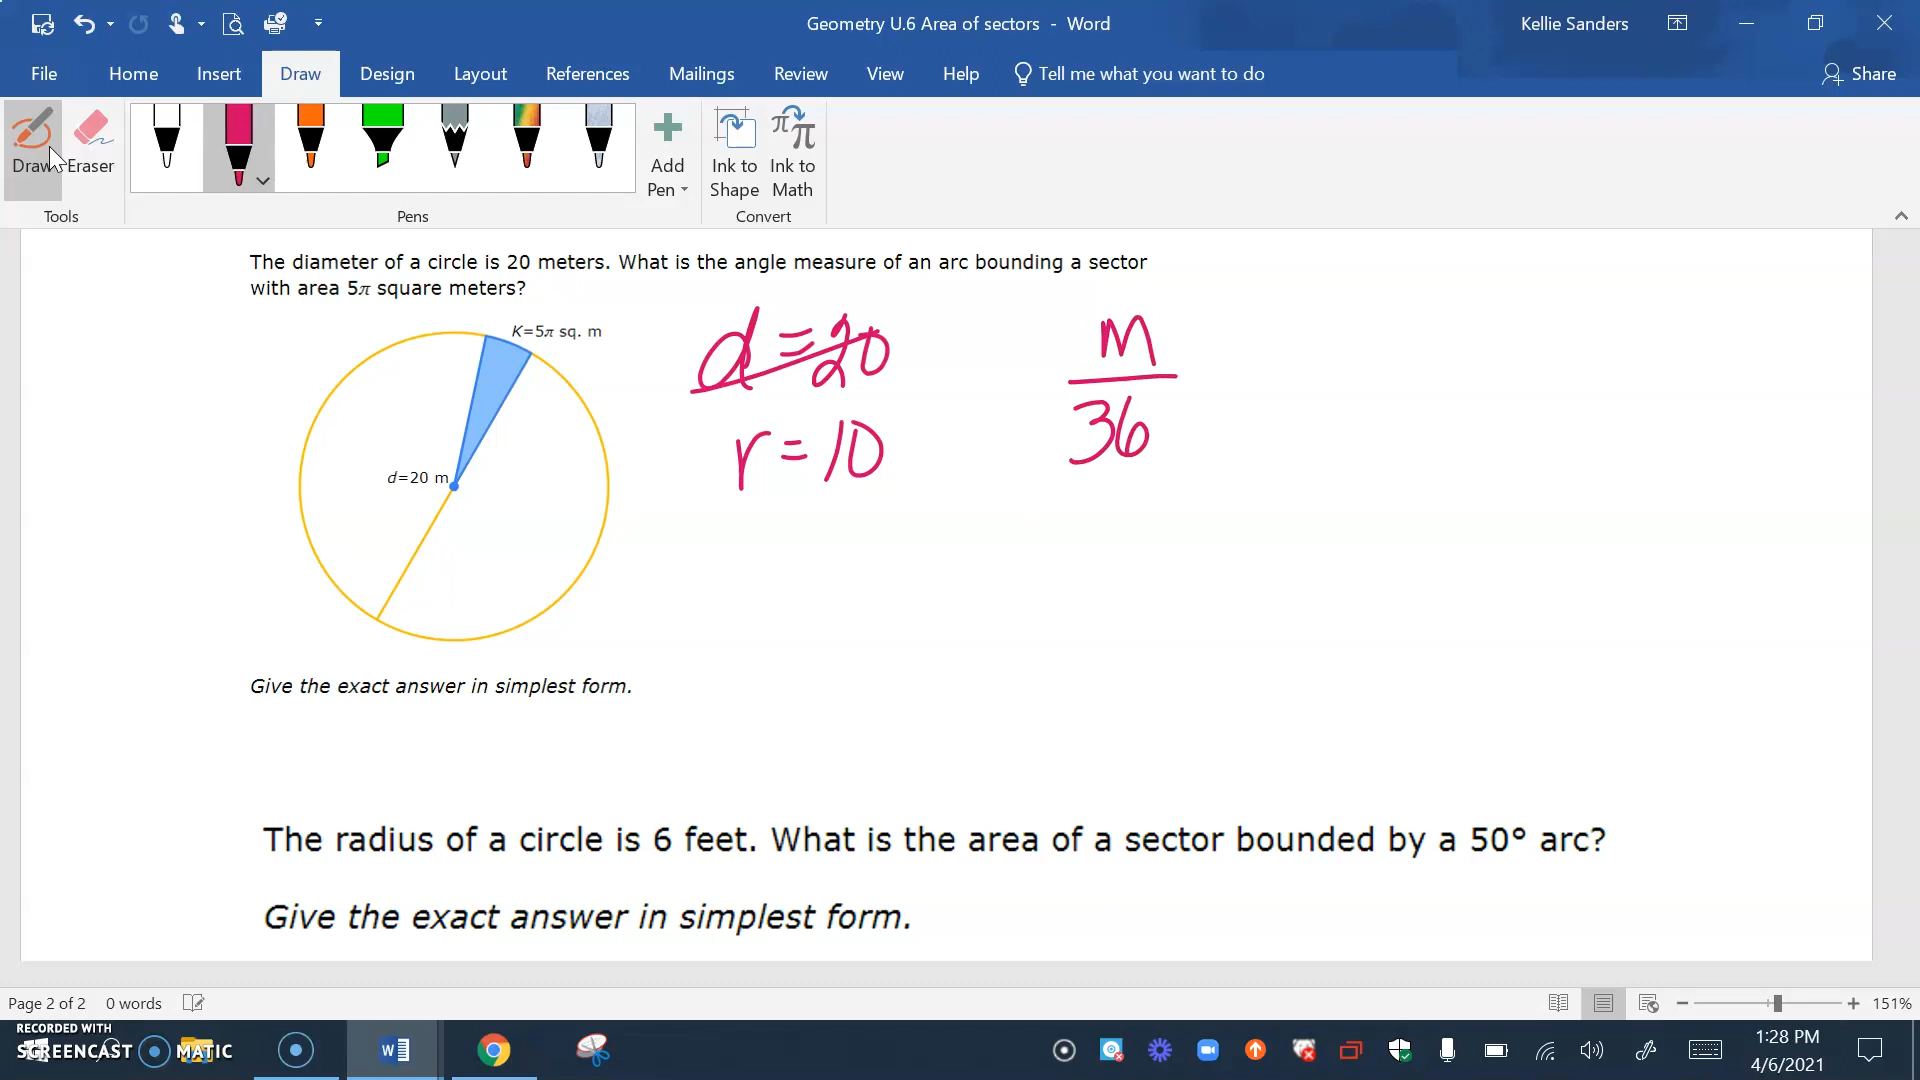 Geometry U.6 Area of sectors - Word
Kellie Sanders
File Home Insert Draw Design Layout References Mailings Review View Help Tell me what you want to do Share
Draw Eraser
Add Pen
Ink to Shape
Ink to Math
Tools Pens Convert
The diameter of a circle is 20 meters. What is the angle measure of an arc bounding a sector
with area 5π square meters?
K=5π sq. m
d=20 m
d=20
r=10
m
36
Give the exact answer in simplest form.
The radius of a circle is 6 feet. What is the area of a sector bounded by a 50° arc?
Give the exact answer in simplest form.
Page 2 of 2 0 words 151%
RECORDED WITH
SCREENCAST MATIC
1:28 PM
4/6/2021